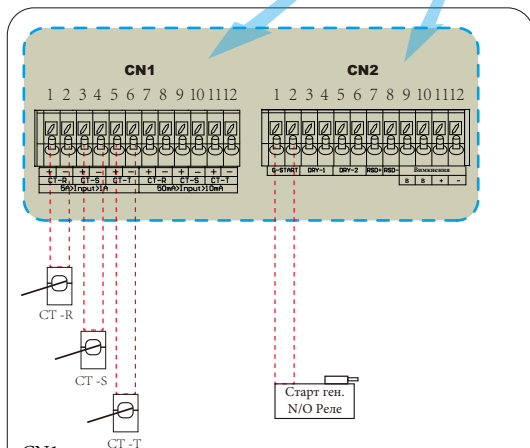 CN1 CN2
1 2 3 4 5 6 7 8 9 10 11 12 1 2 3 4 5 6 7 8 9 10 11 12
+ - + - + - + - + - + - G-START DRY-1 DRY-2 RSD+ RSD- Вимкнення
CT-R CT-S CT-T CT-R CT-S CT-T B B + -
5A>Input>1A 50mA>Input>10mA
CT -R
CT -S
CT -T
Старт ген.
N/O Реле
CN1